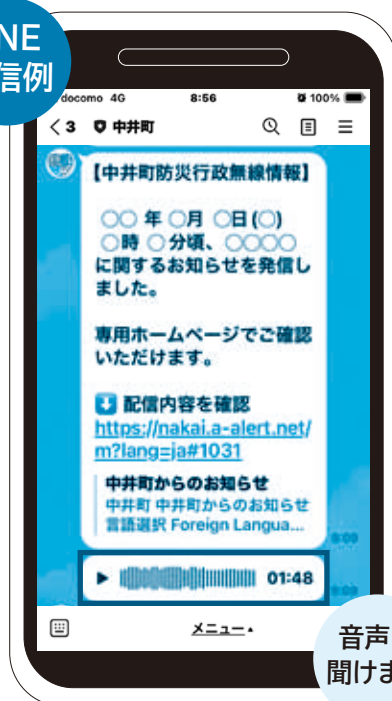 NE
信例
docomo 4G 8:56 100%
< 3 中井町
【中井町防災行政無線情報】
○○ 年 ○月 ○日 (○)
○時 ○分頃、○○○○
に関するお知らせを発信し
ました。
専用ホームページでご確認
いただけます。
配信内容を確認
https://nakai.a-alert.net/
m?lang=ja#1031
中井町からのお知らせ
中井町 中井町からのお知らせ
言語選択 Foreign Langua...
01:48
メニュー
音声
聞けま